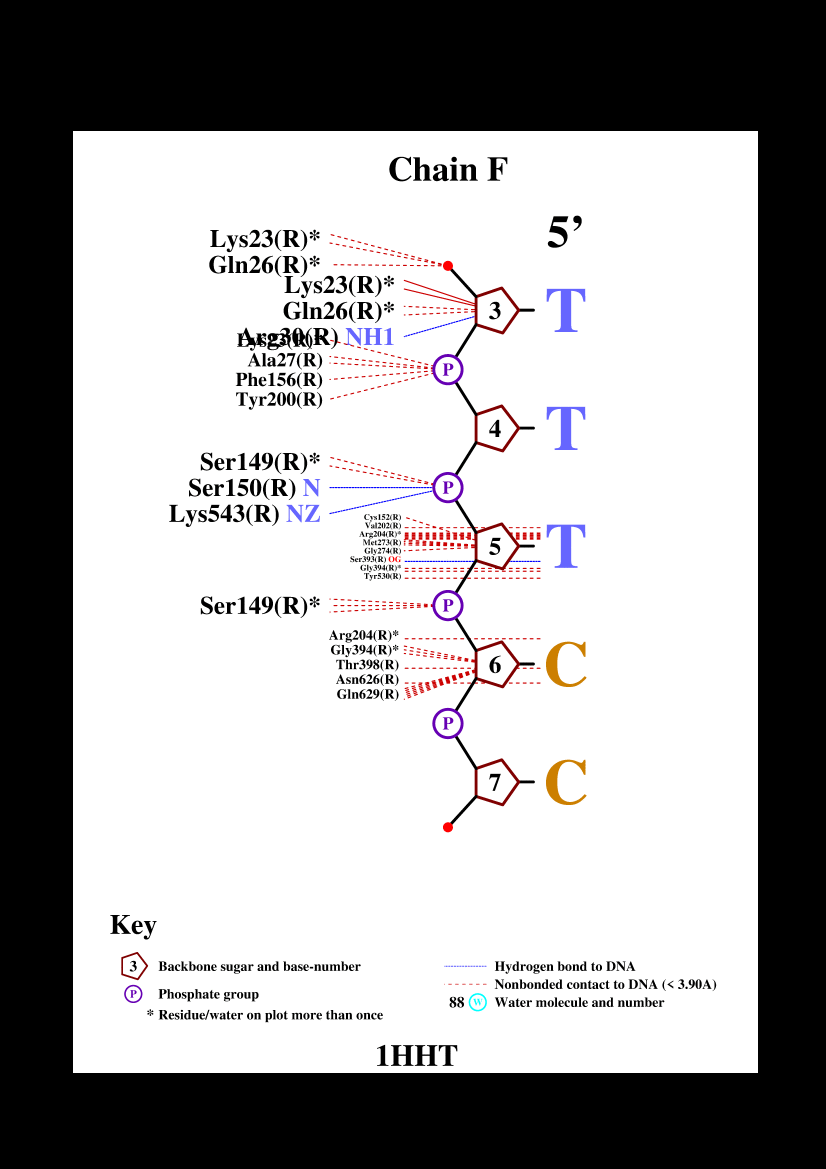 Chain F
5’
Lys23(R)*
Gln26(R)*
Lys23(R)*
Gln26(R)*
3 T
Arg30(R) NH1
Lys23(R)*
Ala27(R)
P
Phe156(R)
Tyr200(R)
4 T
Ser149(R)*
Ser150(R) N
P
Lys543(R) NZ
Cys152(R)
Val202(R)
Arg204(R)*
Met273(R)
5 T
Gly274(R)
Ser393(R) OG
Gly394(R)*
Tyr530(R)
Ser149(R)*
P
Arg204(R)*
Gly394(R)*
Thr398(R)
6 C
Asn626(R)
Gln629(R)
P
7 C
Key
3 Backbone sugar and base-number
P Phosphate group
* Residue/water on plot more than once
Hydrogen bond to DNA
Nonbonded contact to DNA (< 3.90A)
88 W Water molecule and number
1HHT